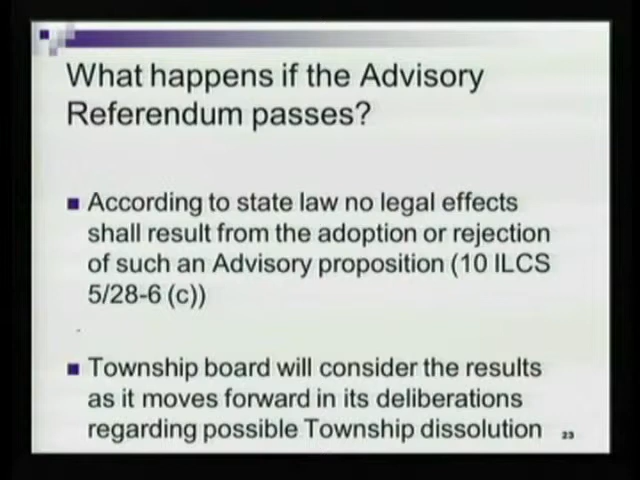 What happens if the Advisory
Referendum passes?
According to state law no legal effects
shall result from the adoption or rejection
of such an Advisory proposition (10 ILCS
5/28-6 (c))
Township board will consider the results
as it moves forward in its deliberations
regarding possible Township dissolution
23